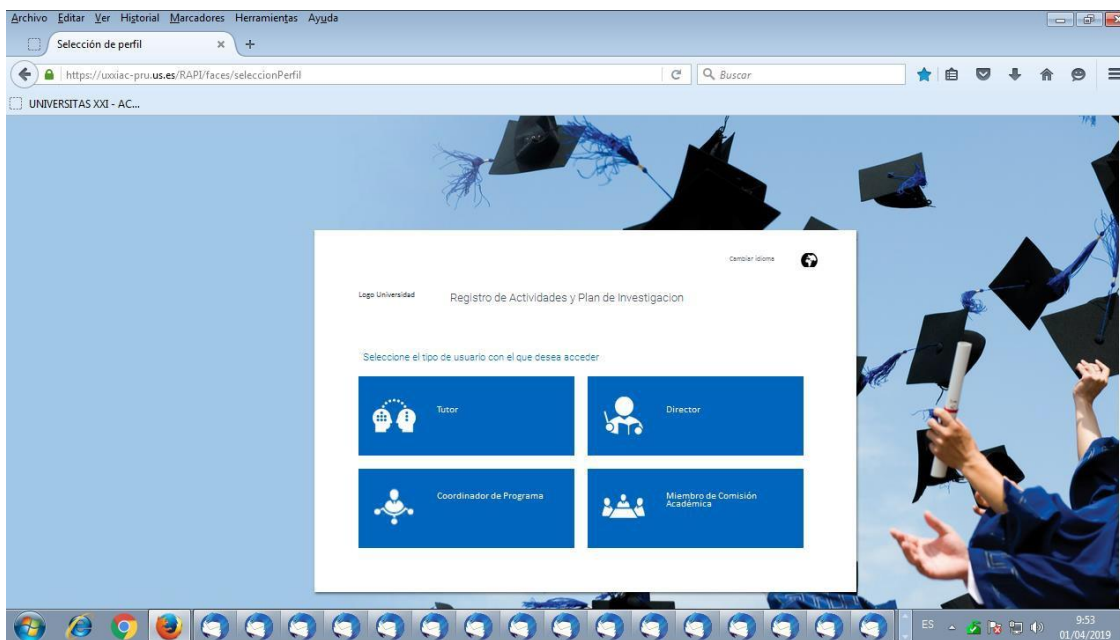 Archivo Editar Ver Historial Marcadores Herramientas Ayuda
Selección de perfil
https://uxxiac-pru.us.es/RAPI/faces/seleccionPerfil
Buscar
UNIVERSITAS XXI - AC...
Cambiar idioma
Logo Universidad
Registro de Actividades y Plan de Investigacion
Seleccione el tipo de usuario con el que desea acceder
Tutor
Director
Coordinador de Programa
Miembro de Comisión
Académica
ES
9:53
01/04/2019